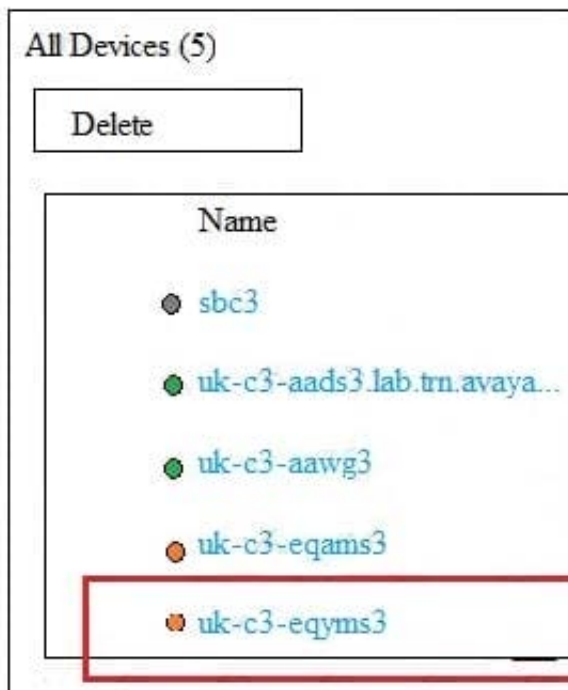 All Devices (5)
Delete
Name
sbc3
uk-c3-aads3.lab.trn.avaya...
uk-c3-aawg3
uk-c3-eqams3
uk-c3-eqyms3